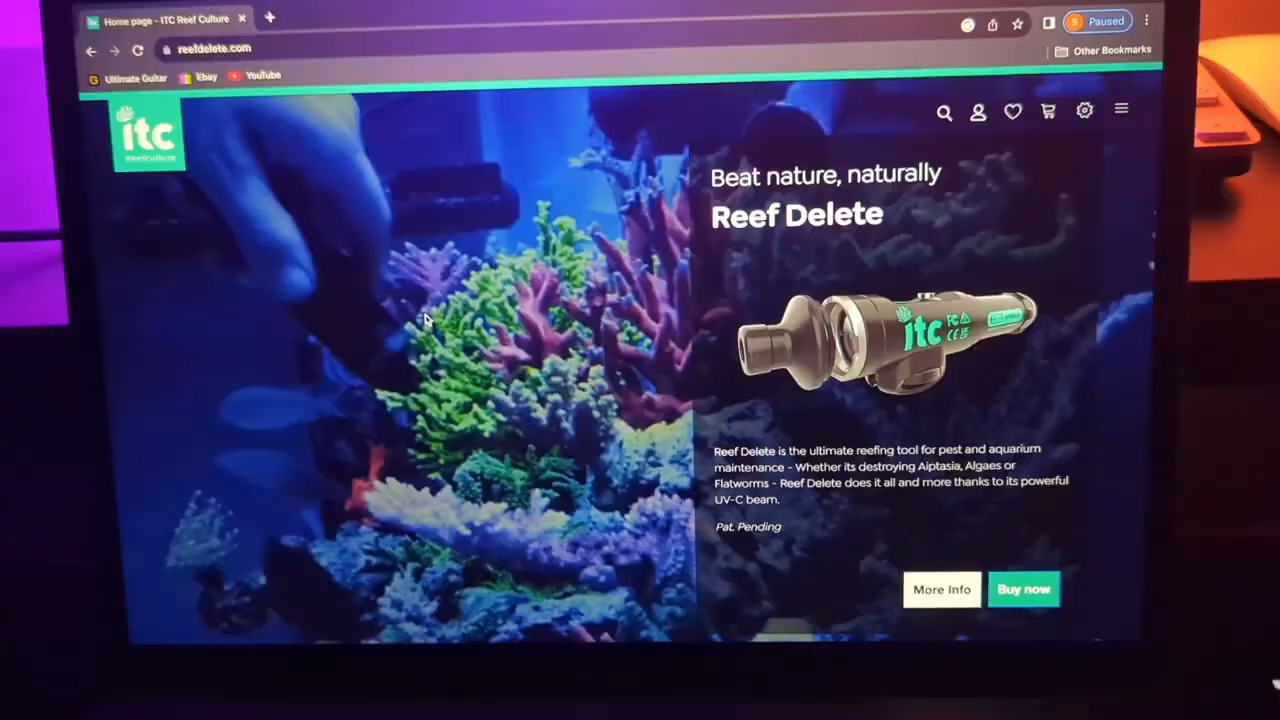 Home page - ITC Reef Culture
Paused
reefdelete.com
Other Bookmarks
Ultimate Guitar
Ebay
YouTube
itc
reefculture
Beat nature, naturally
Reef Delete
itc
FC
CE
Reef Delete is the ultimate reefing tool for pest and aquarium
maintenance - Whether its destroying Aiptasia, Algaes or
Flatworms - Reef Delete does it all and more thanks to its powerful
UV-C beam.
Pat. Pending
More Info
Buy now